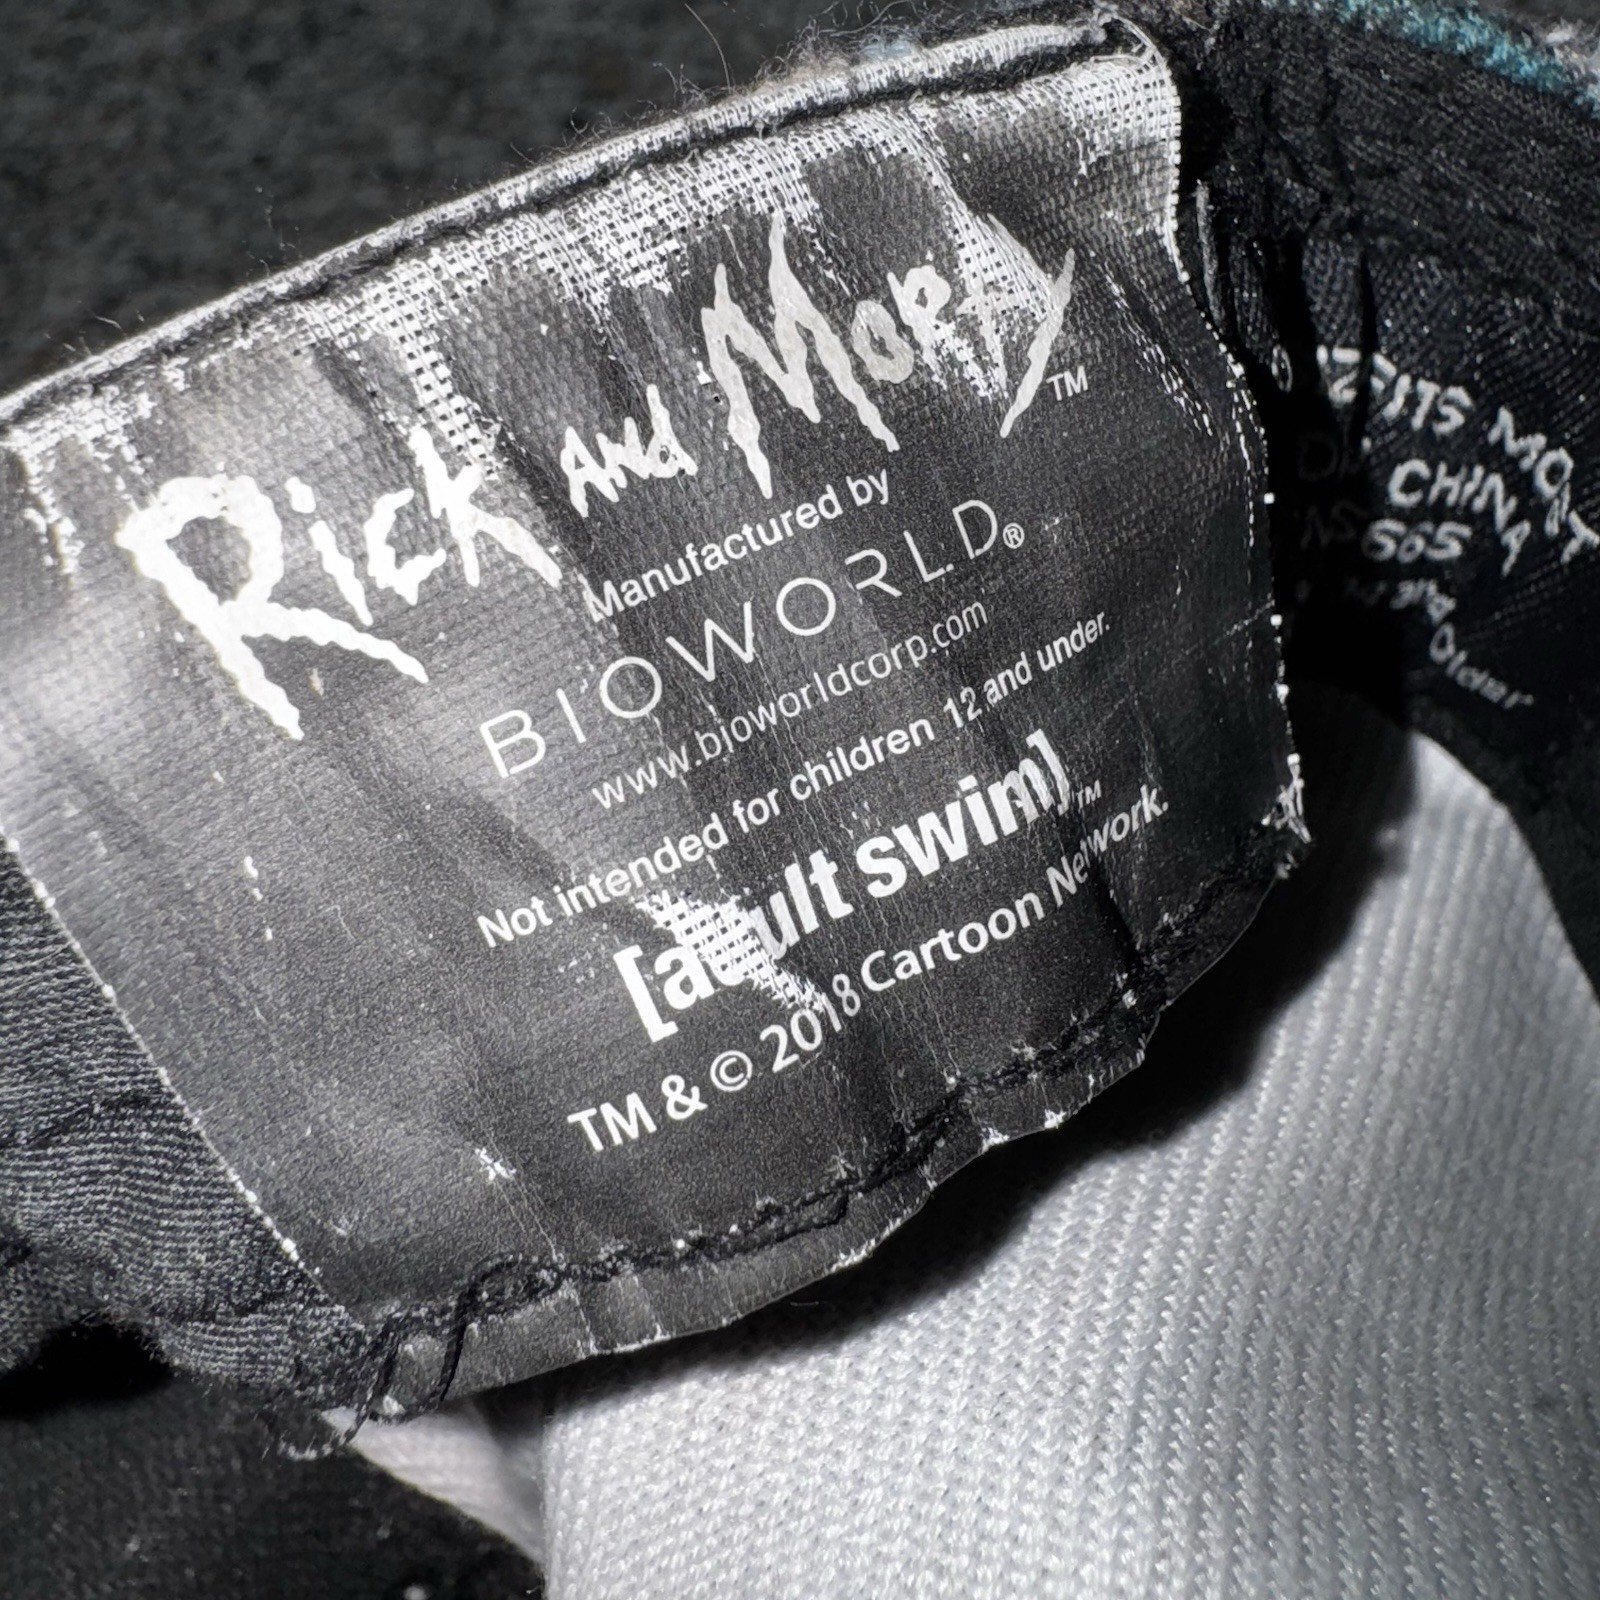 Rick and Morty™
Manufactured by
BIOWORLD®
www.bioworldcorp.com
Not intended for children 12 and under.
[adult swim]™
TM & © 2018 Cartoon Network.
CHINA